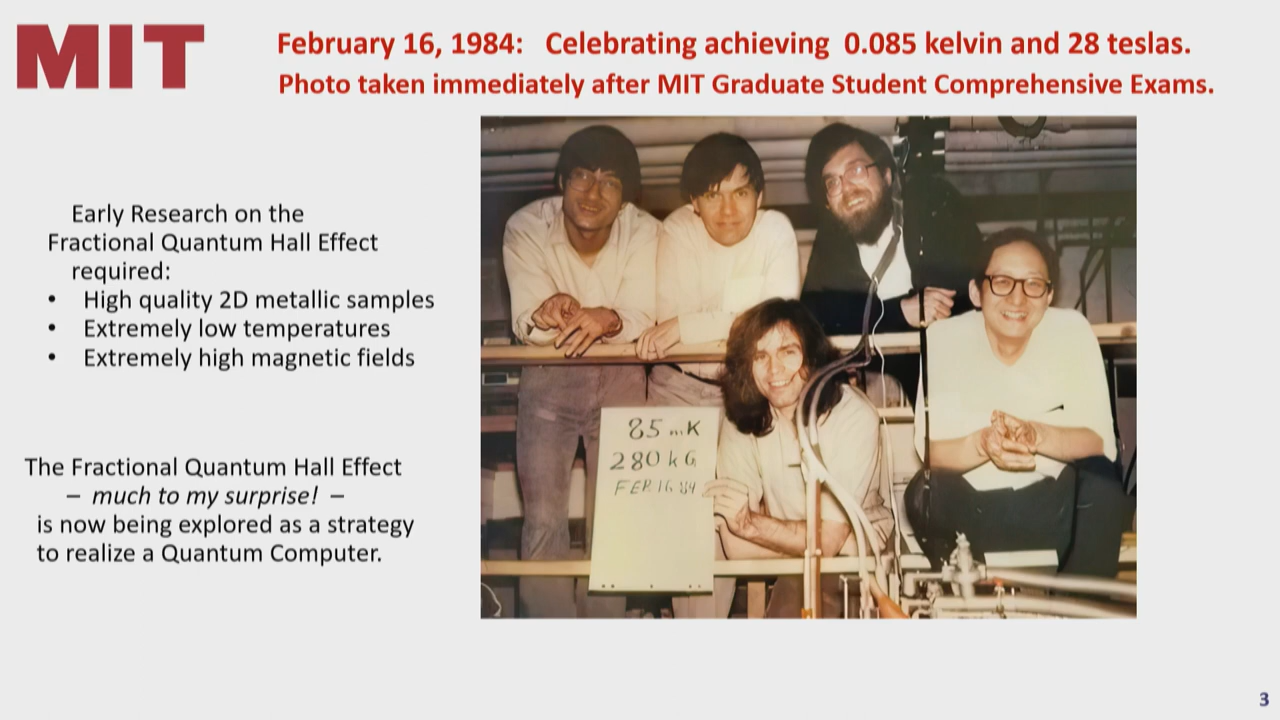 MIT
February 16, 1984: Celebrating achieving 0.085 kelvin and 28 teslas.
Photo taken immediately after MIT Graduate Student Comprehensive Exams.
Early Research on the
Fractional Quantum Hall Effect
required:
• High quality 2D metallic samples
• Extremely low temperatures
• Extremely high magnetic fields
The Fractional Quantum Hall Effect
– much to my surprise! –
is now being explored as a strategy
to realize a Quantum Computer.
85 mK
280 kG
FEB 16 '84
3